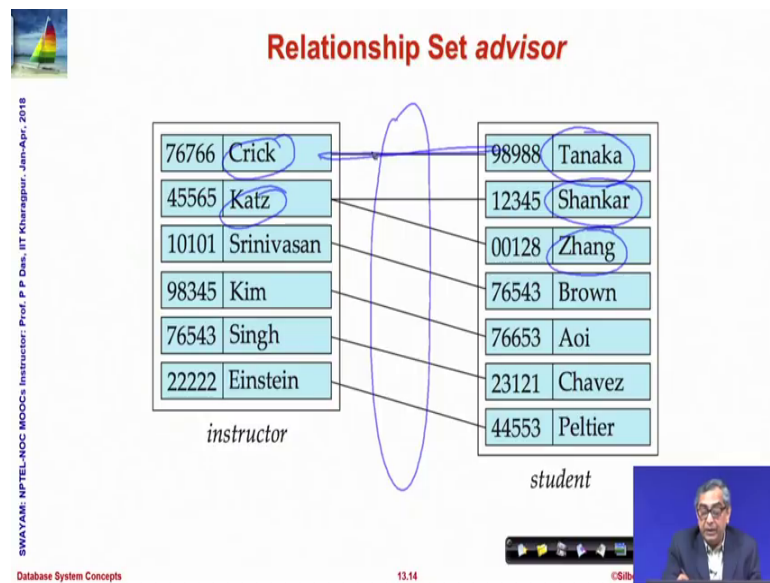 Relationship Set advisor
SWAYAM: NPTEL-NOC MOOCs Instructor: Prof. P P Das, IIT Kharagpur. Jan-Apr, 2018
76766 Crick
45565 Katz
10101 Srinivasan
98345 Kim
76543 Singh
22222 Einstein
instructor
98988 Tanaka
12345 Shankar
00128 Zhang
76543 Brown
76653 Aoi
23121 Chavez
44553 Peltier
student
Database System Concepts
13.14